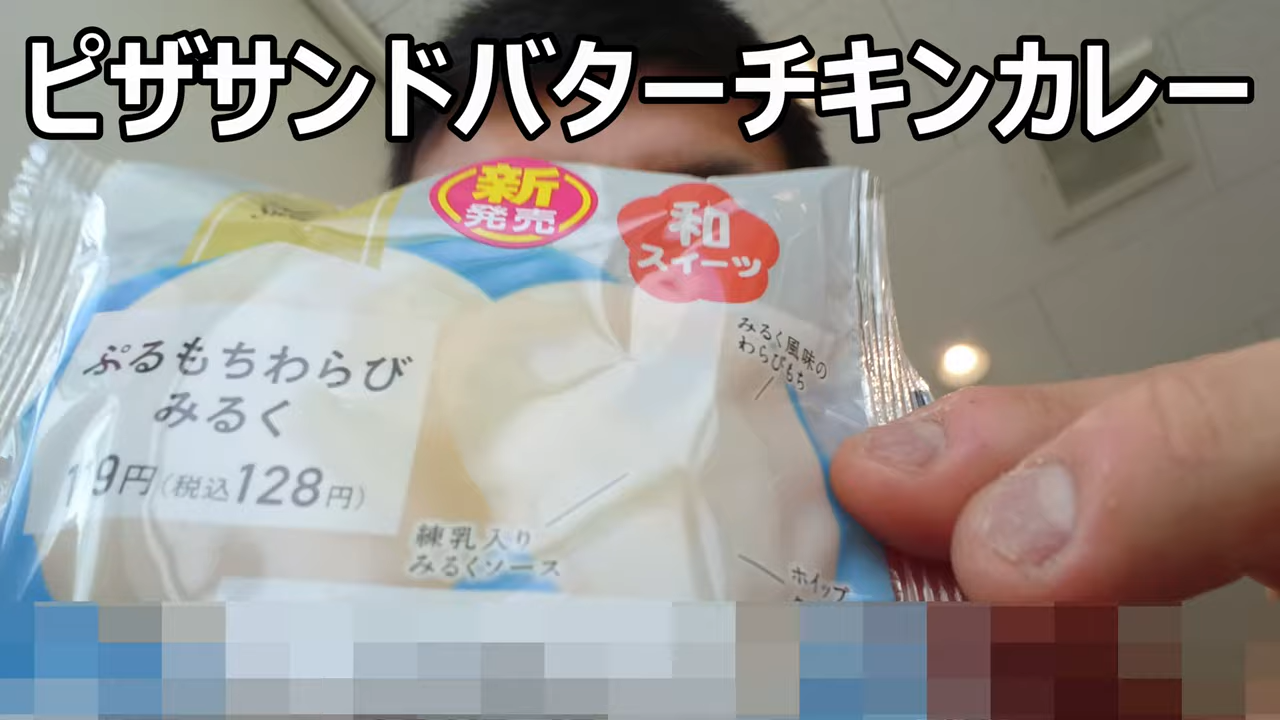 ピザサンドバターチキンカレー
新
発売
和
スイーツ
みるく風味の
わらびもち
ぷるもちわらび
みるく
119円(税込128円)
練乳入り
みるくソース
ホイップ